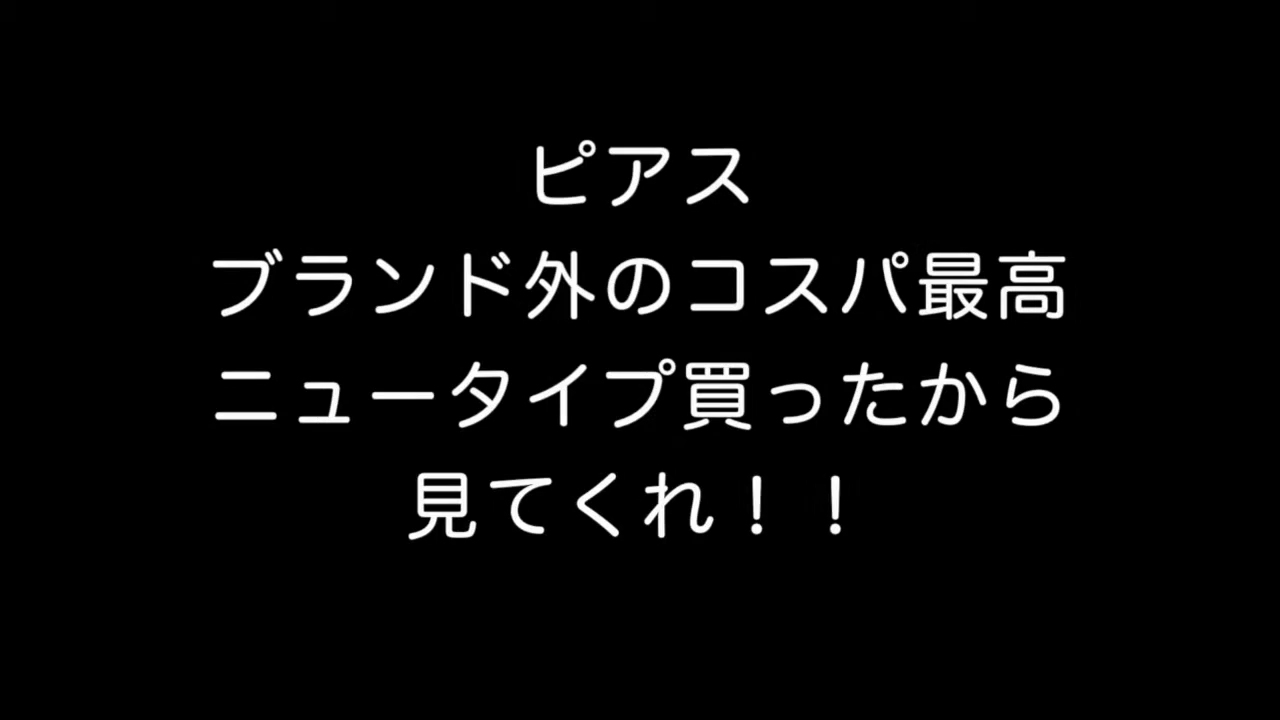 ピアス
ブランド外のコスパ最高
ニュータイプ買ったから
見てくれ！！